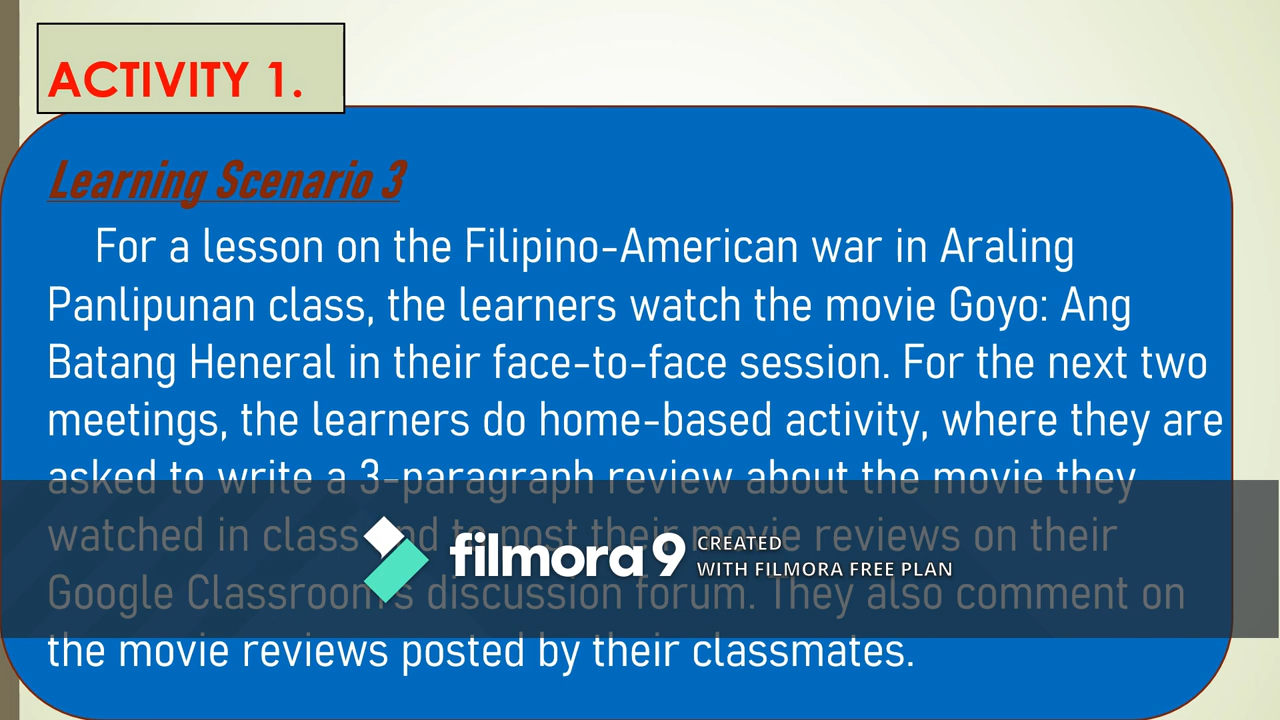 ACTIVITY 1.
Learning Scenario 3
For a lesson on the Filipino-American war in Araling
Panlipunan class, the learners watch the movie Goyo: Ang
Batang Heneral in their face-to-face session. For the next two
meetings, the learners do home-based activity, where they are
asked to write a 3-paragraph review about the movie they
watched in class and to post their movie reviews on their
Google Classroom's discussion forum. They also comment on
the movie reviews posted by their classmates.
filmora 9
CREATED
WITH FILMORA FREE PLAN